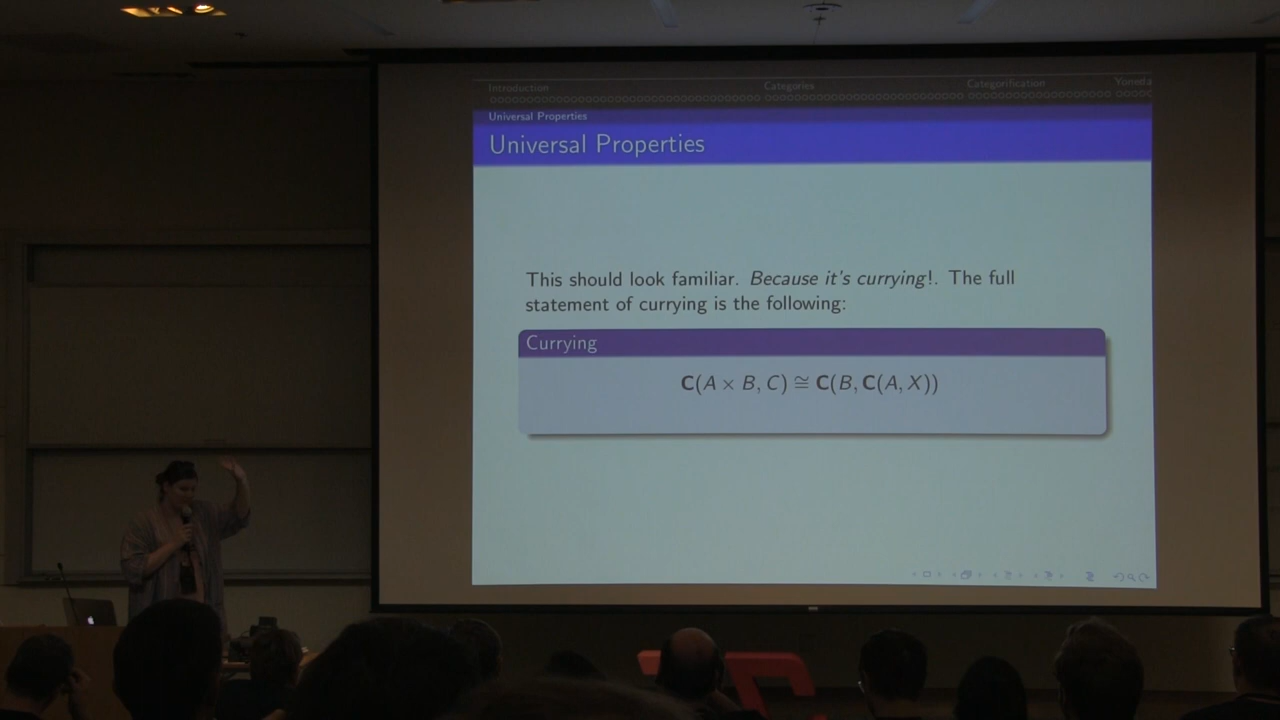 Introduction Categories Categorification Yoneda
Universal Properties
Universal Properties
This should look familiar. Because it's currying!. The full
statement of currying is the following:
Currying
C(A × B, C) ≅ C(B, C(A, X))